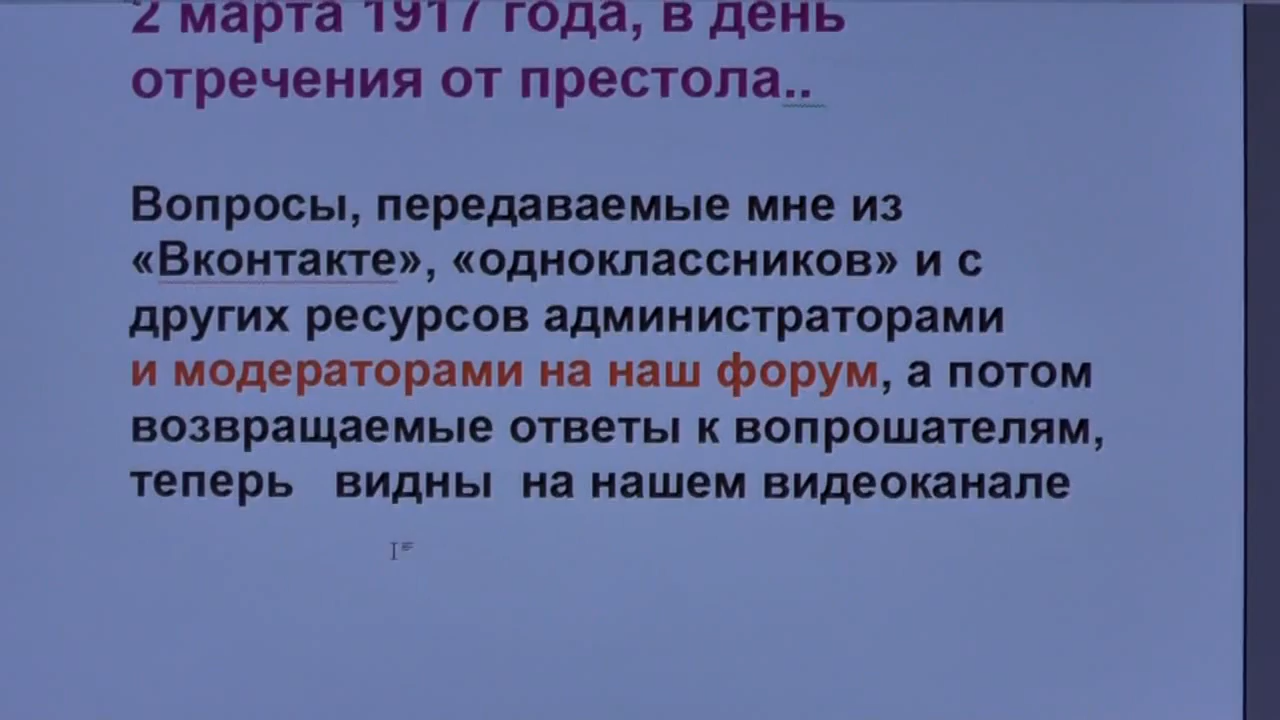 2 марта 1917 года, в день
отречения от престола..
Вопросы, передаваемые мне из
«Вконтакте», «одноклассников» и с
других ресурсов администраторами
и модераторами на наш форум, а потом
возвращаемые ответы к вопрошателям,
теперь видны на нашем видеоканале